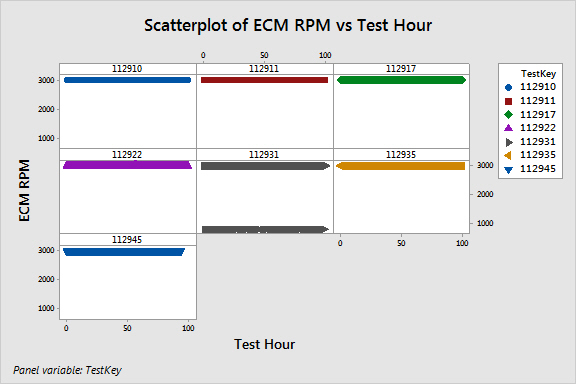 Scatterplot of ECM RPM vs Test Hour
0 50 100
112910 112911 112917
3000
2000
1000
112922 112931 112935
3000
2000
1000
112945
0 50 100
3000
2000
1000
0 50 100
ECM RPM
Test Hour
TestKey
112910
112911
112917
112922
112931
112935
112945
Panel variable: TestKey